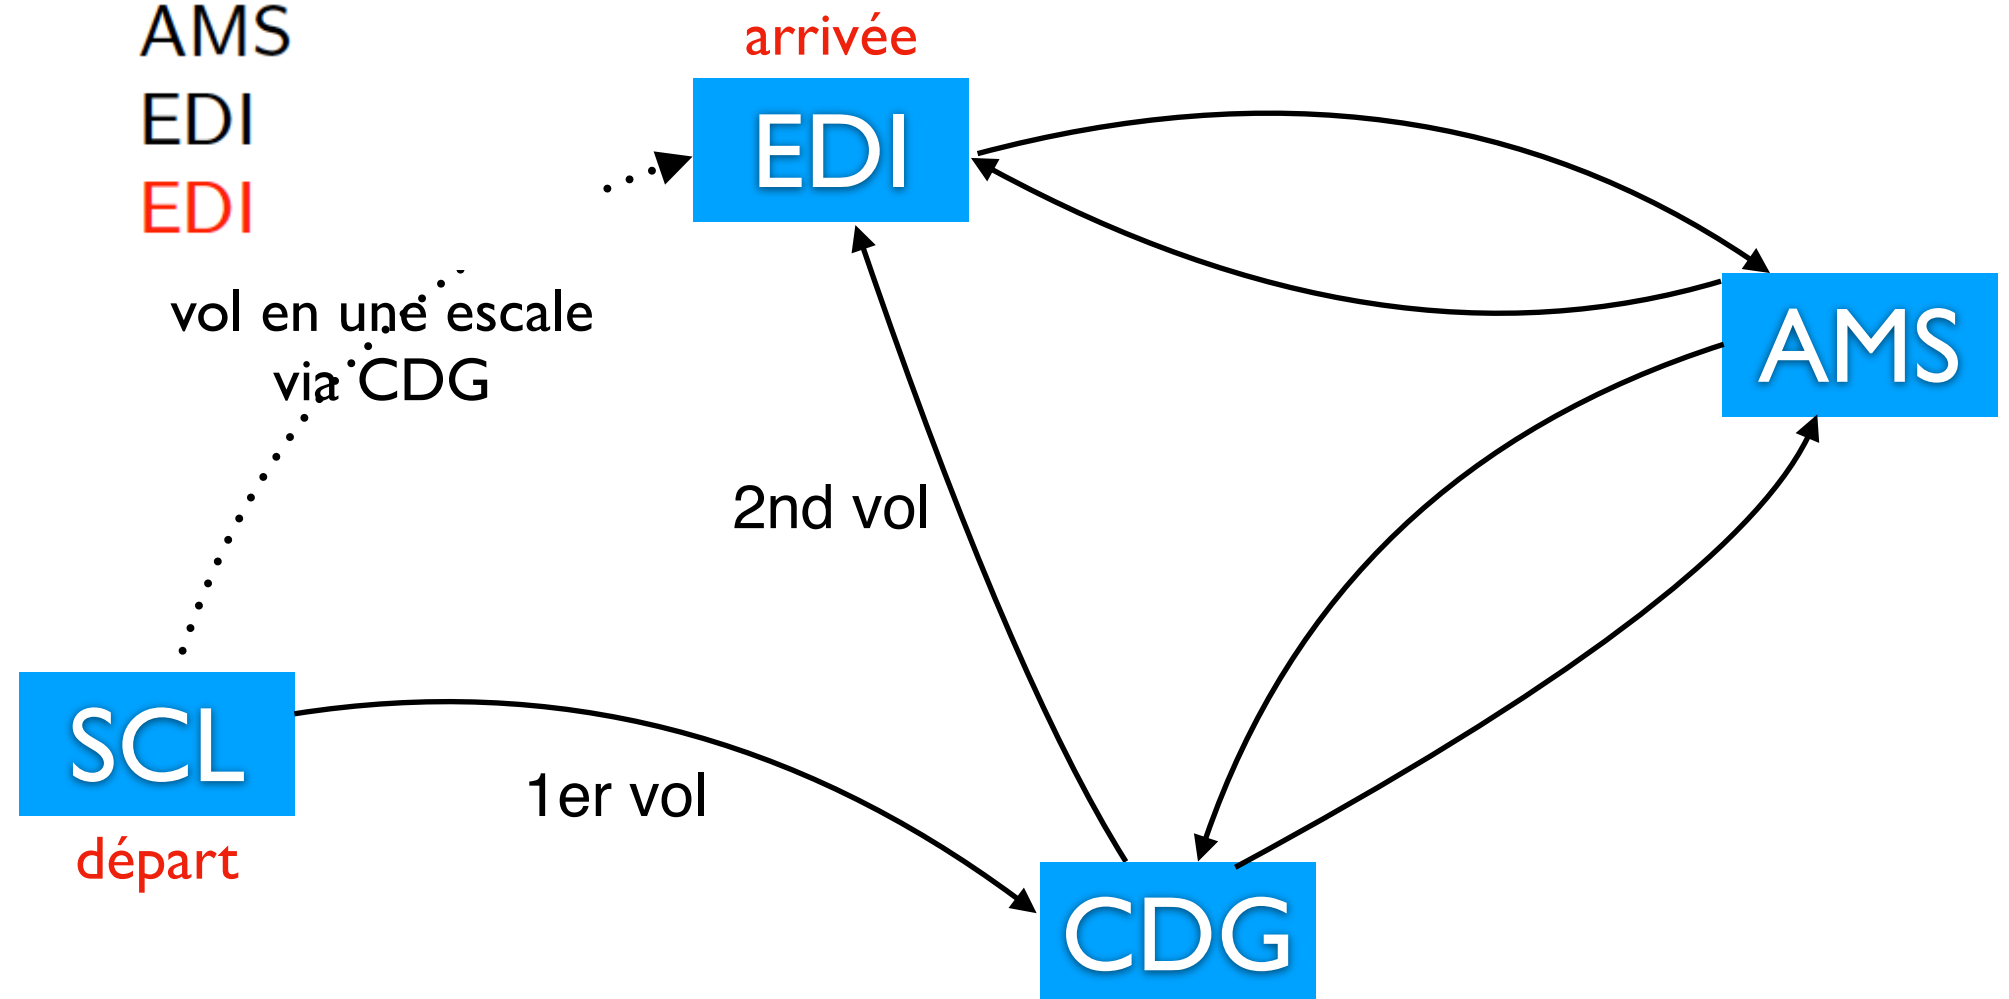 AMS
EDI
EDI
arrivée
EDI
vol en une escale
via CDG
AMS
2nd vol
SCL
départ
1er vol
CDG